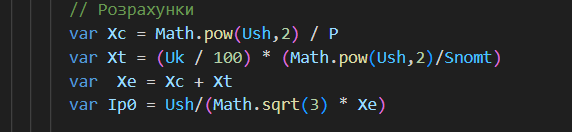 // Розрахунки
var Xc = Math.pow(Ush,2) / P
var Xt = (Uk / 100) * (Math.pow(Ush,2)/Snomt)
var  Xe = Xc + Xt
var Ip0 = Ush/(Math.sqrt(3) * Xe)